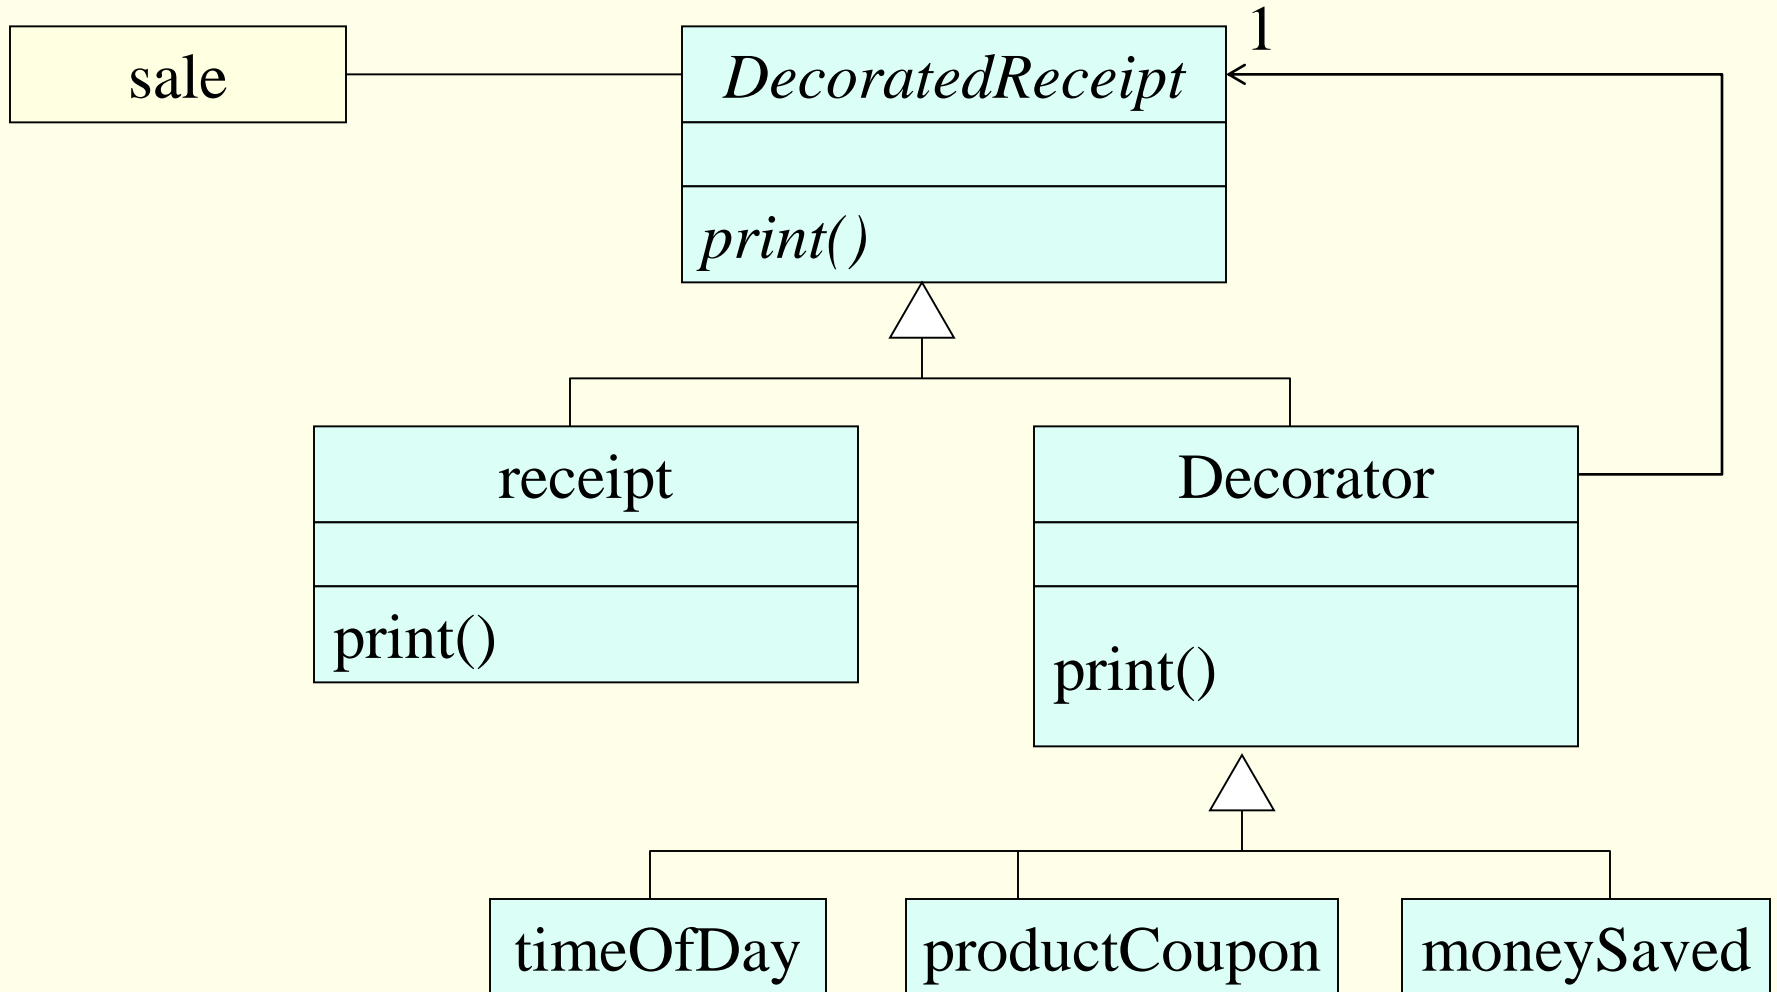 1
sale
DecoratedReceipt
print()
receipt
Decorator
print()
print()
timeOfDay
productCoupon
moneySaved